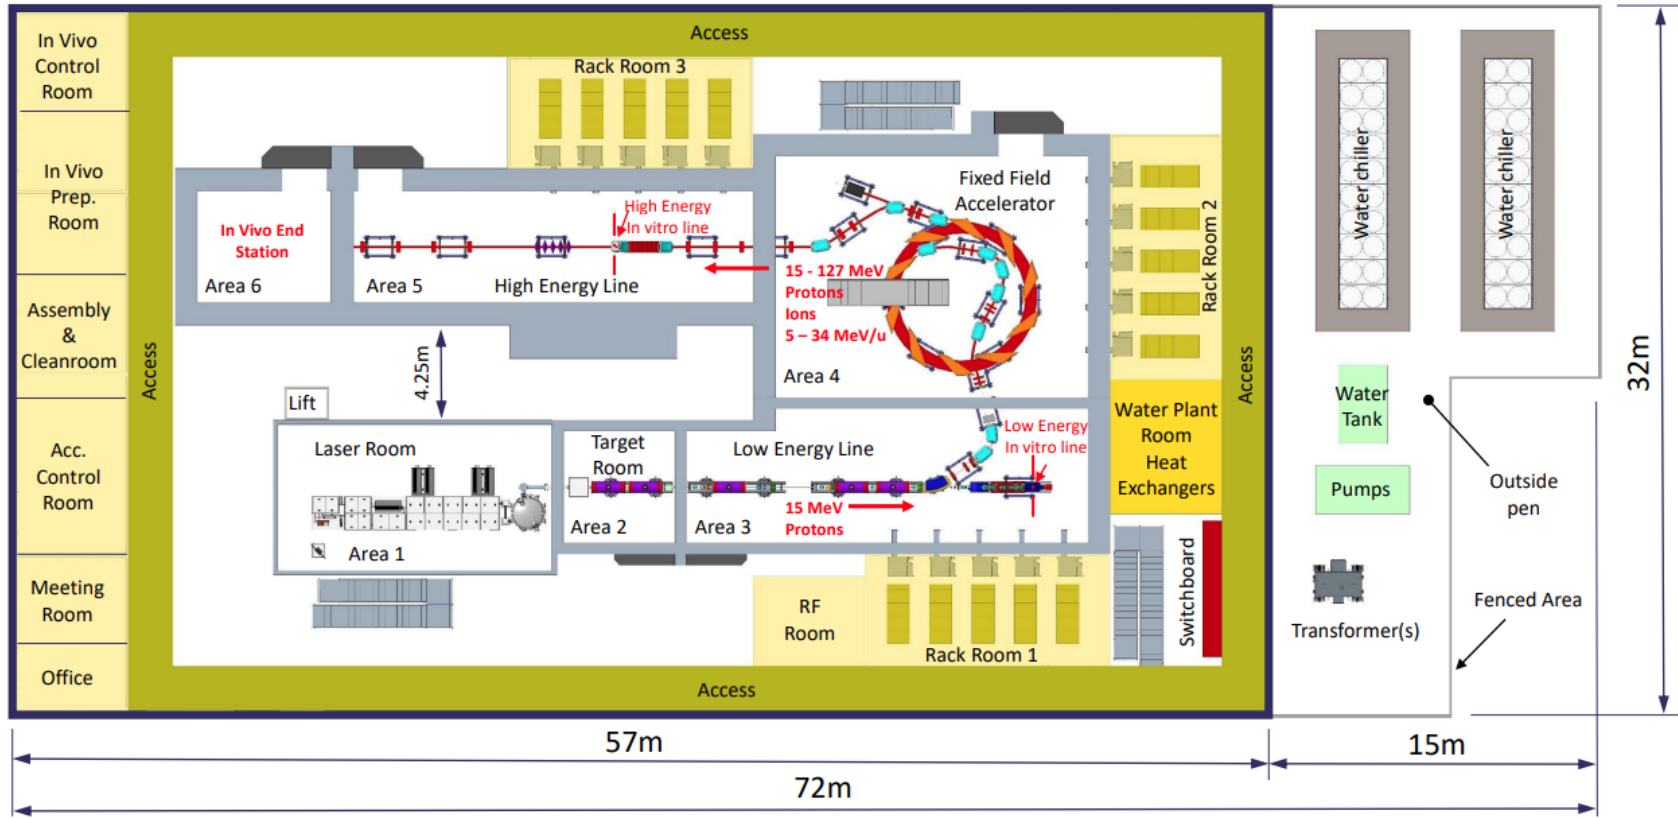 In Vivo
Control
Room
In Vivo
Prep.
Room
Assembly
&
Cleanroom
Acc.
Control
Room
Meeting
Room
Office
Access
Access
Access
Access
Rack Room 3
In Vivo End
Station
Area 6
Area 5
High Energy
In vitro line
High Energy Line
Fixed Field
Accelerator
15 - 127 MeV
Protons
Ions
5 – 34 MeV/u
Area 4
Rack Room 2
4.25m
Lift
Laser Room
Area 1
Target
Room
Area 2
Low Energy Line
Low Energy
In vitro line
15 MeV
Protons
Area 3
Water Plant
Room
Heat
Exchangers
RF
Room
Rack Room 1
Switchboard
Water chiller
Water chiller
Water
Tank
Pumps
Outside
pen
Transformer(s)
Fenced Area
32m
57m
15m
72m